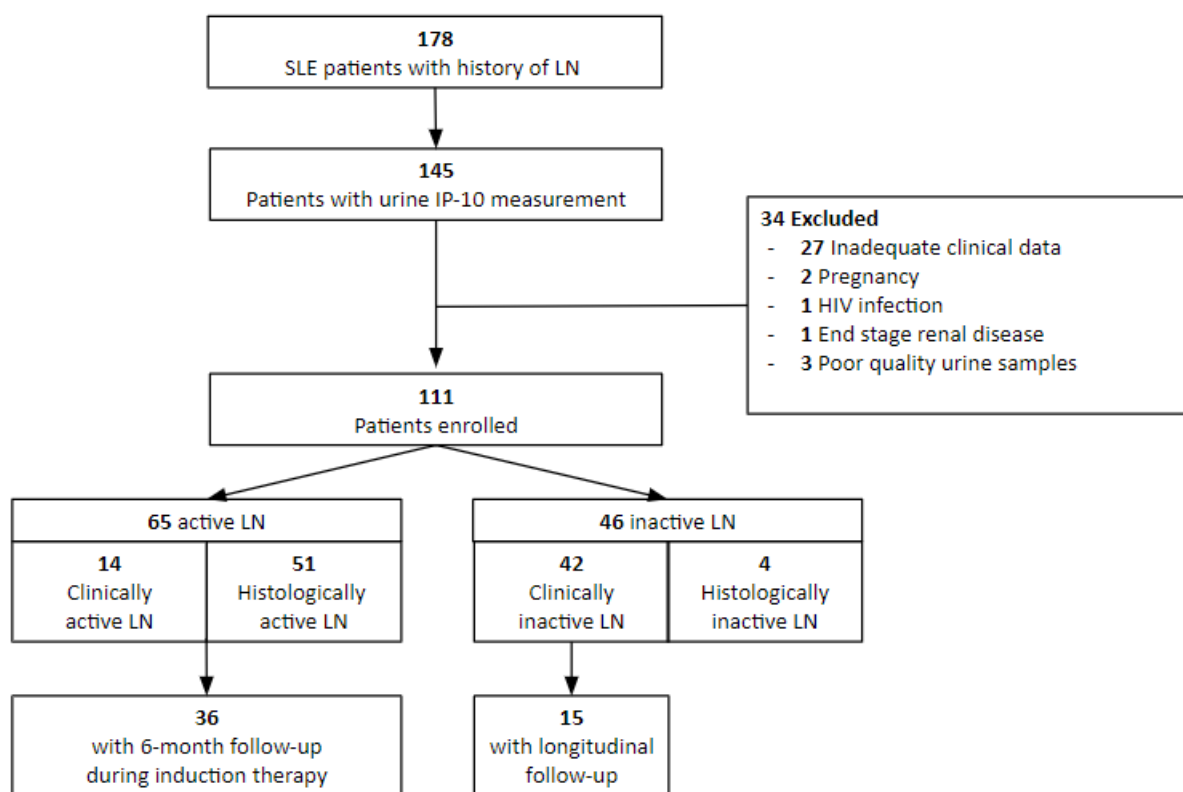 178
SLE patients with history of LN
145
Patients with urine IP-10 measurement
34 Excluded
- 27 Inadequate clinical data
- 2 Pregnancy
- 1 HIV infection
- 1 End stage renal disease
- 3 Poor quality urine samples
111
Patients enrolled
65 active LN
46 inactive LN
14
Clinically
active LN
51
Histologically
active LN
42
Clinically
inactive LN
4
Histologically
inactive LN
36
with 6-month follow-up
during induction therapy
15
with longitudinal
follow-up